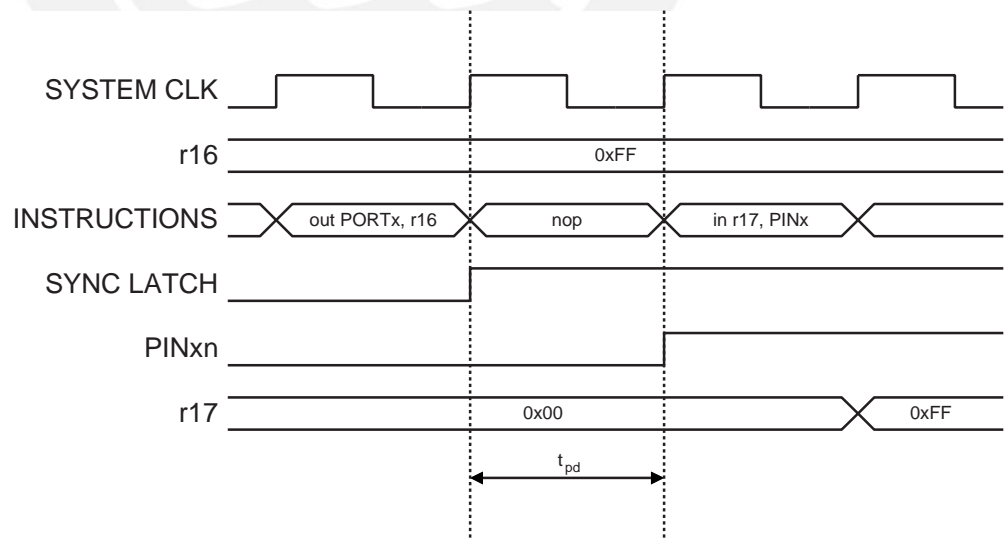 SYSTEM CLK
r16
0xFF
INSTRUCTIONS
out PORTx, r16
nop
in r17, PINx
SYNC LATCH
PINxn
r17
0x00
0xFF
tpd